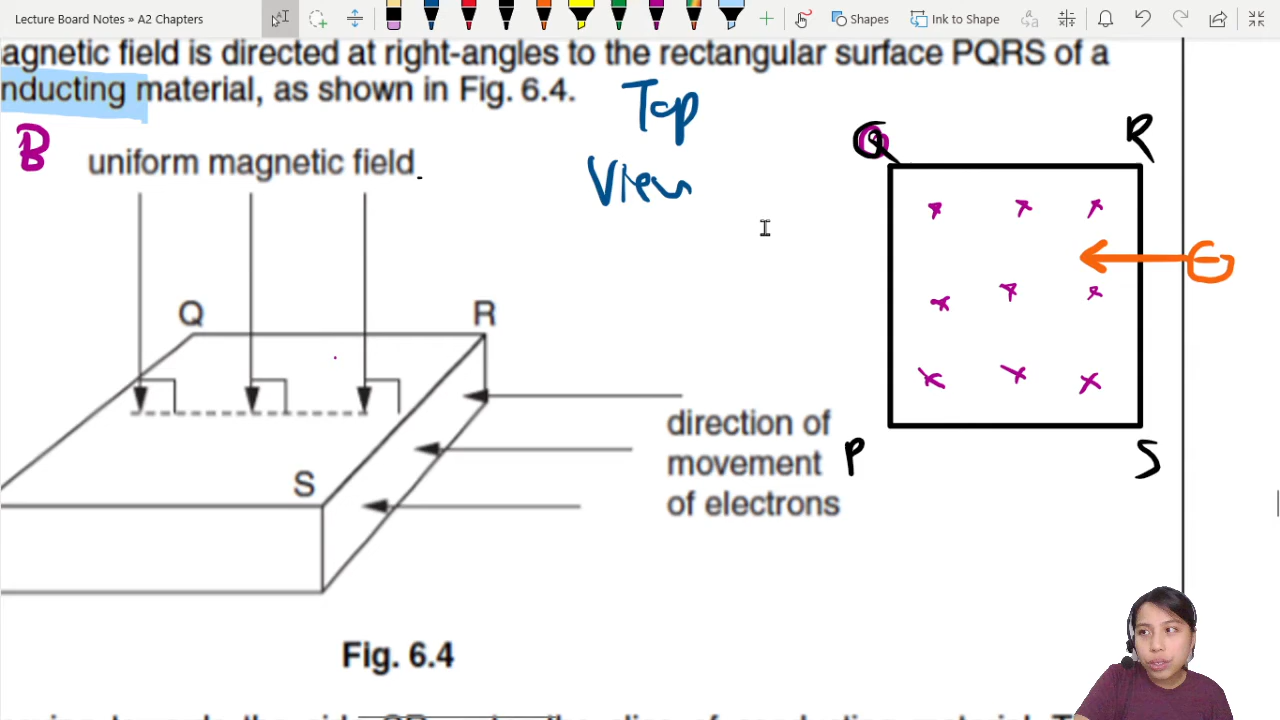 Lecture Board Notes » A2 Chapters
Shapes
Ink to Shape
agnetic field is directed at right-angles to the rectangular surface PQRS of a
nducting material, as shown in Fig. 6.4.
Top
View
B
uniform magnetic field
Q
R
S
direction of
movement
of electrons
Q
R
P
S
Fig. 6.4